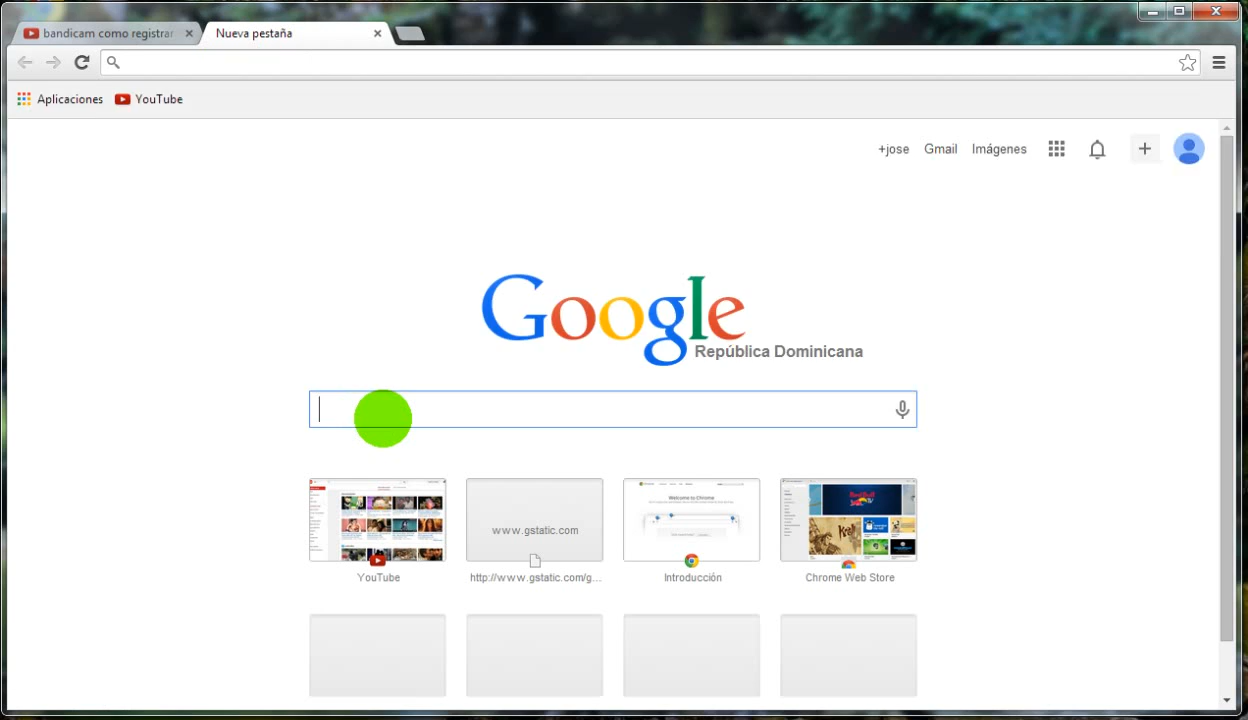 bandicam como registrar
Nueva pestaña
Aplicaciones
YouTube
+jose
Gmail
Imágenes
Google
República Dominicana
www.gstatic.com
Welcome to Chrome
YouTube
http://www.gstatic.com/g...
Introducción
Chrome Web Store